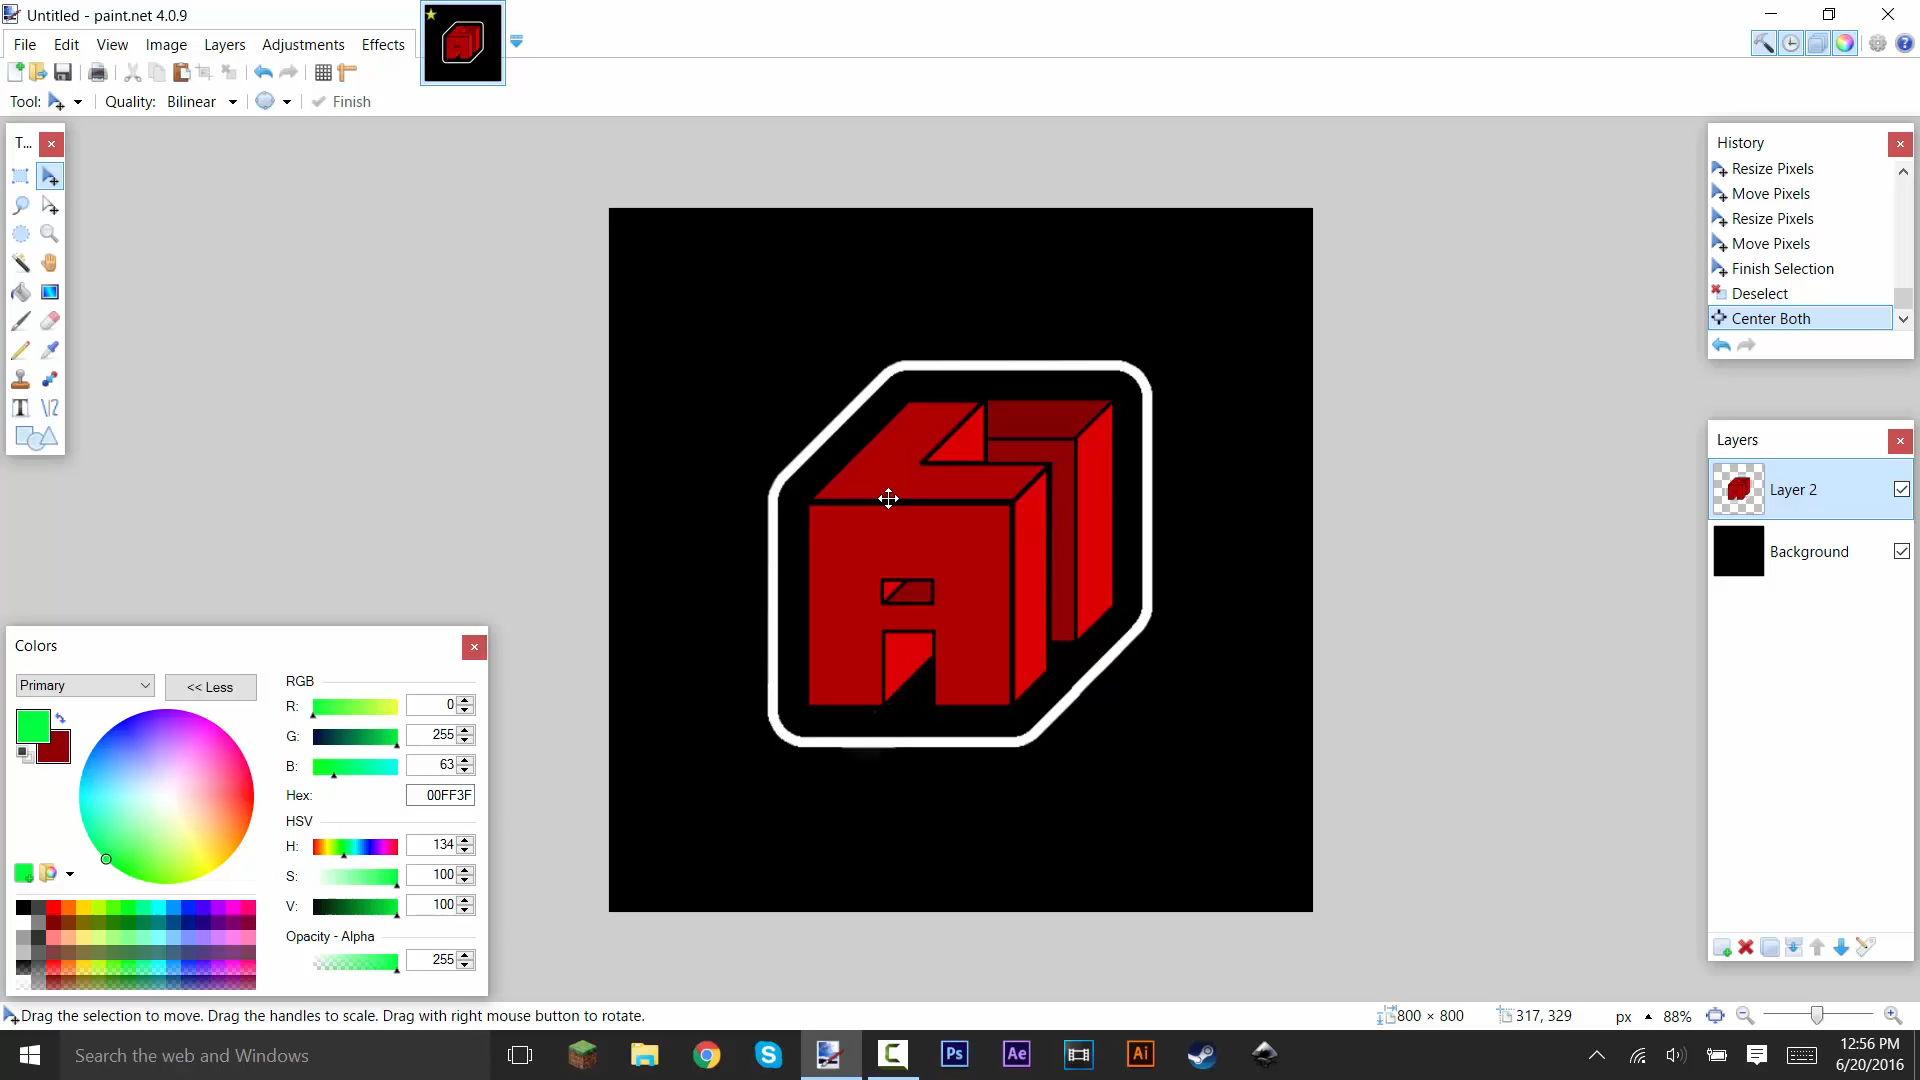 Untitled - paint.net 4.0.9
File Edit View Image Layers Adjustments Effects
Tool: Quality: Bilinear Finish
T...
History
Resize Pixels
Move Pixels
Resize Pixels
Move Pixels
Finish Selection
Deselect
Center Both
Layers
Layer 2
Background
A
Colors
Primary << Less
RGB
R: 0
G: 255
B: 63
Hex: 00FF3F
HSV
H: 134
S: 100
V: 100
Opacity - Alpha
255
Drag the selection to move. Drag the handles to scale. Drag with right mouse button to rotate.
800 × 800 317, 329 px 88%
Search the web and Windows
Ps Ae Ai
12:56 PM
6/20/2016